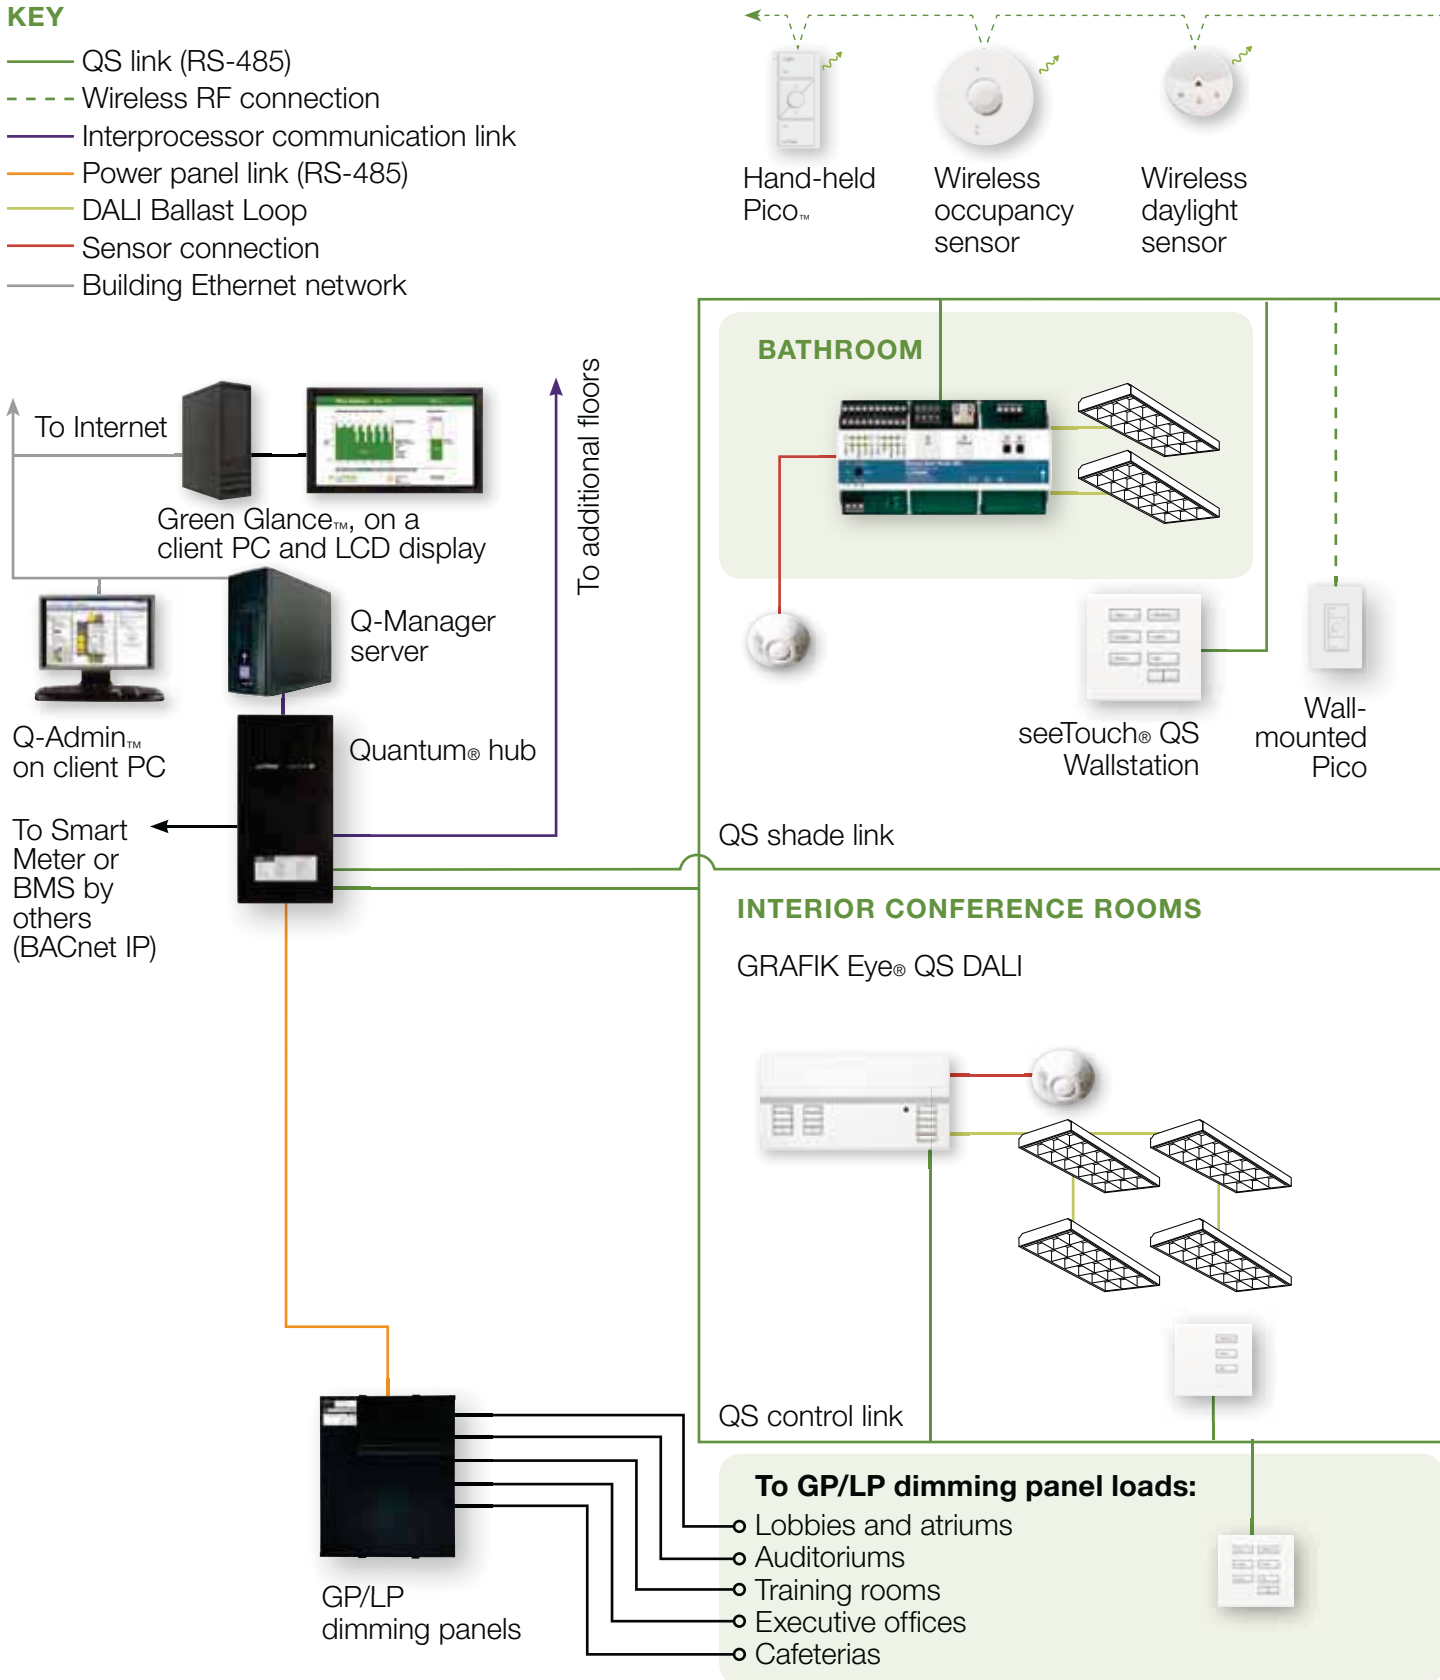 KEY
QS link (RS-485)
Wireless RF connection
Interprocessor communication link
Power panel link (RS-485)
DALI Ballast Loop
Sensor connection
Building Ethernet network
Hand-held
Pico™
Wireless
occupancy
sensor
Wireless
daylight
sensor
BATHROOM
To Internet
Green Glance™, on a
client PC and LCD display
To additional floors
Q-Manager
server
Q-Admin™
on client PC
Quantum® hub
To Smart
Meter or
BMS by
others
(BACnet IP)
seeTouch® QS
Wallstation
Wall-
mounted
Pico
QS shade link
INTERIOR CONFERENCE ROOMS
GRAFIK Eye® QS DALI
QS control link
GP/LP
dimming panels
To GP/LP dimming panel loads:
Lobbies and atriums
Auditoriums
Training rooms
Executive offices
Cafeterias